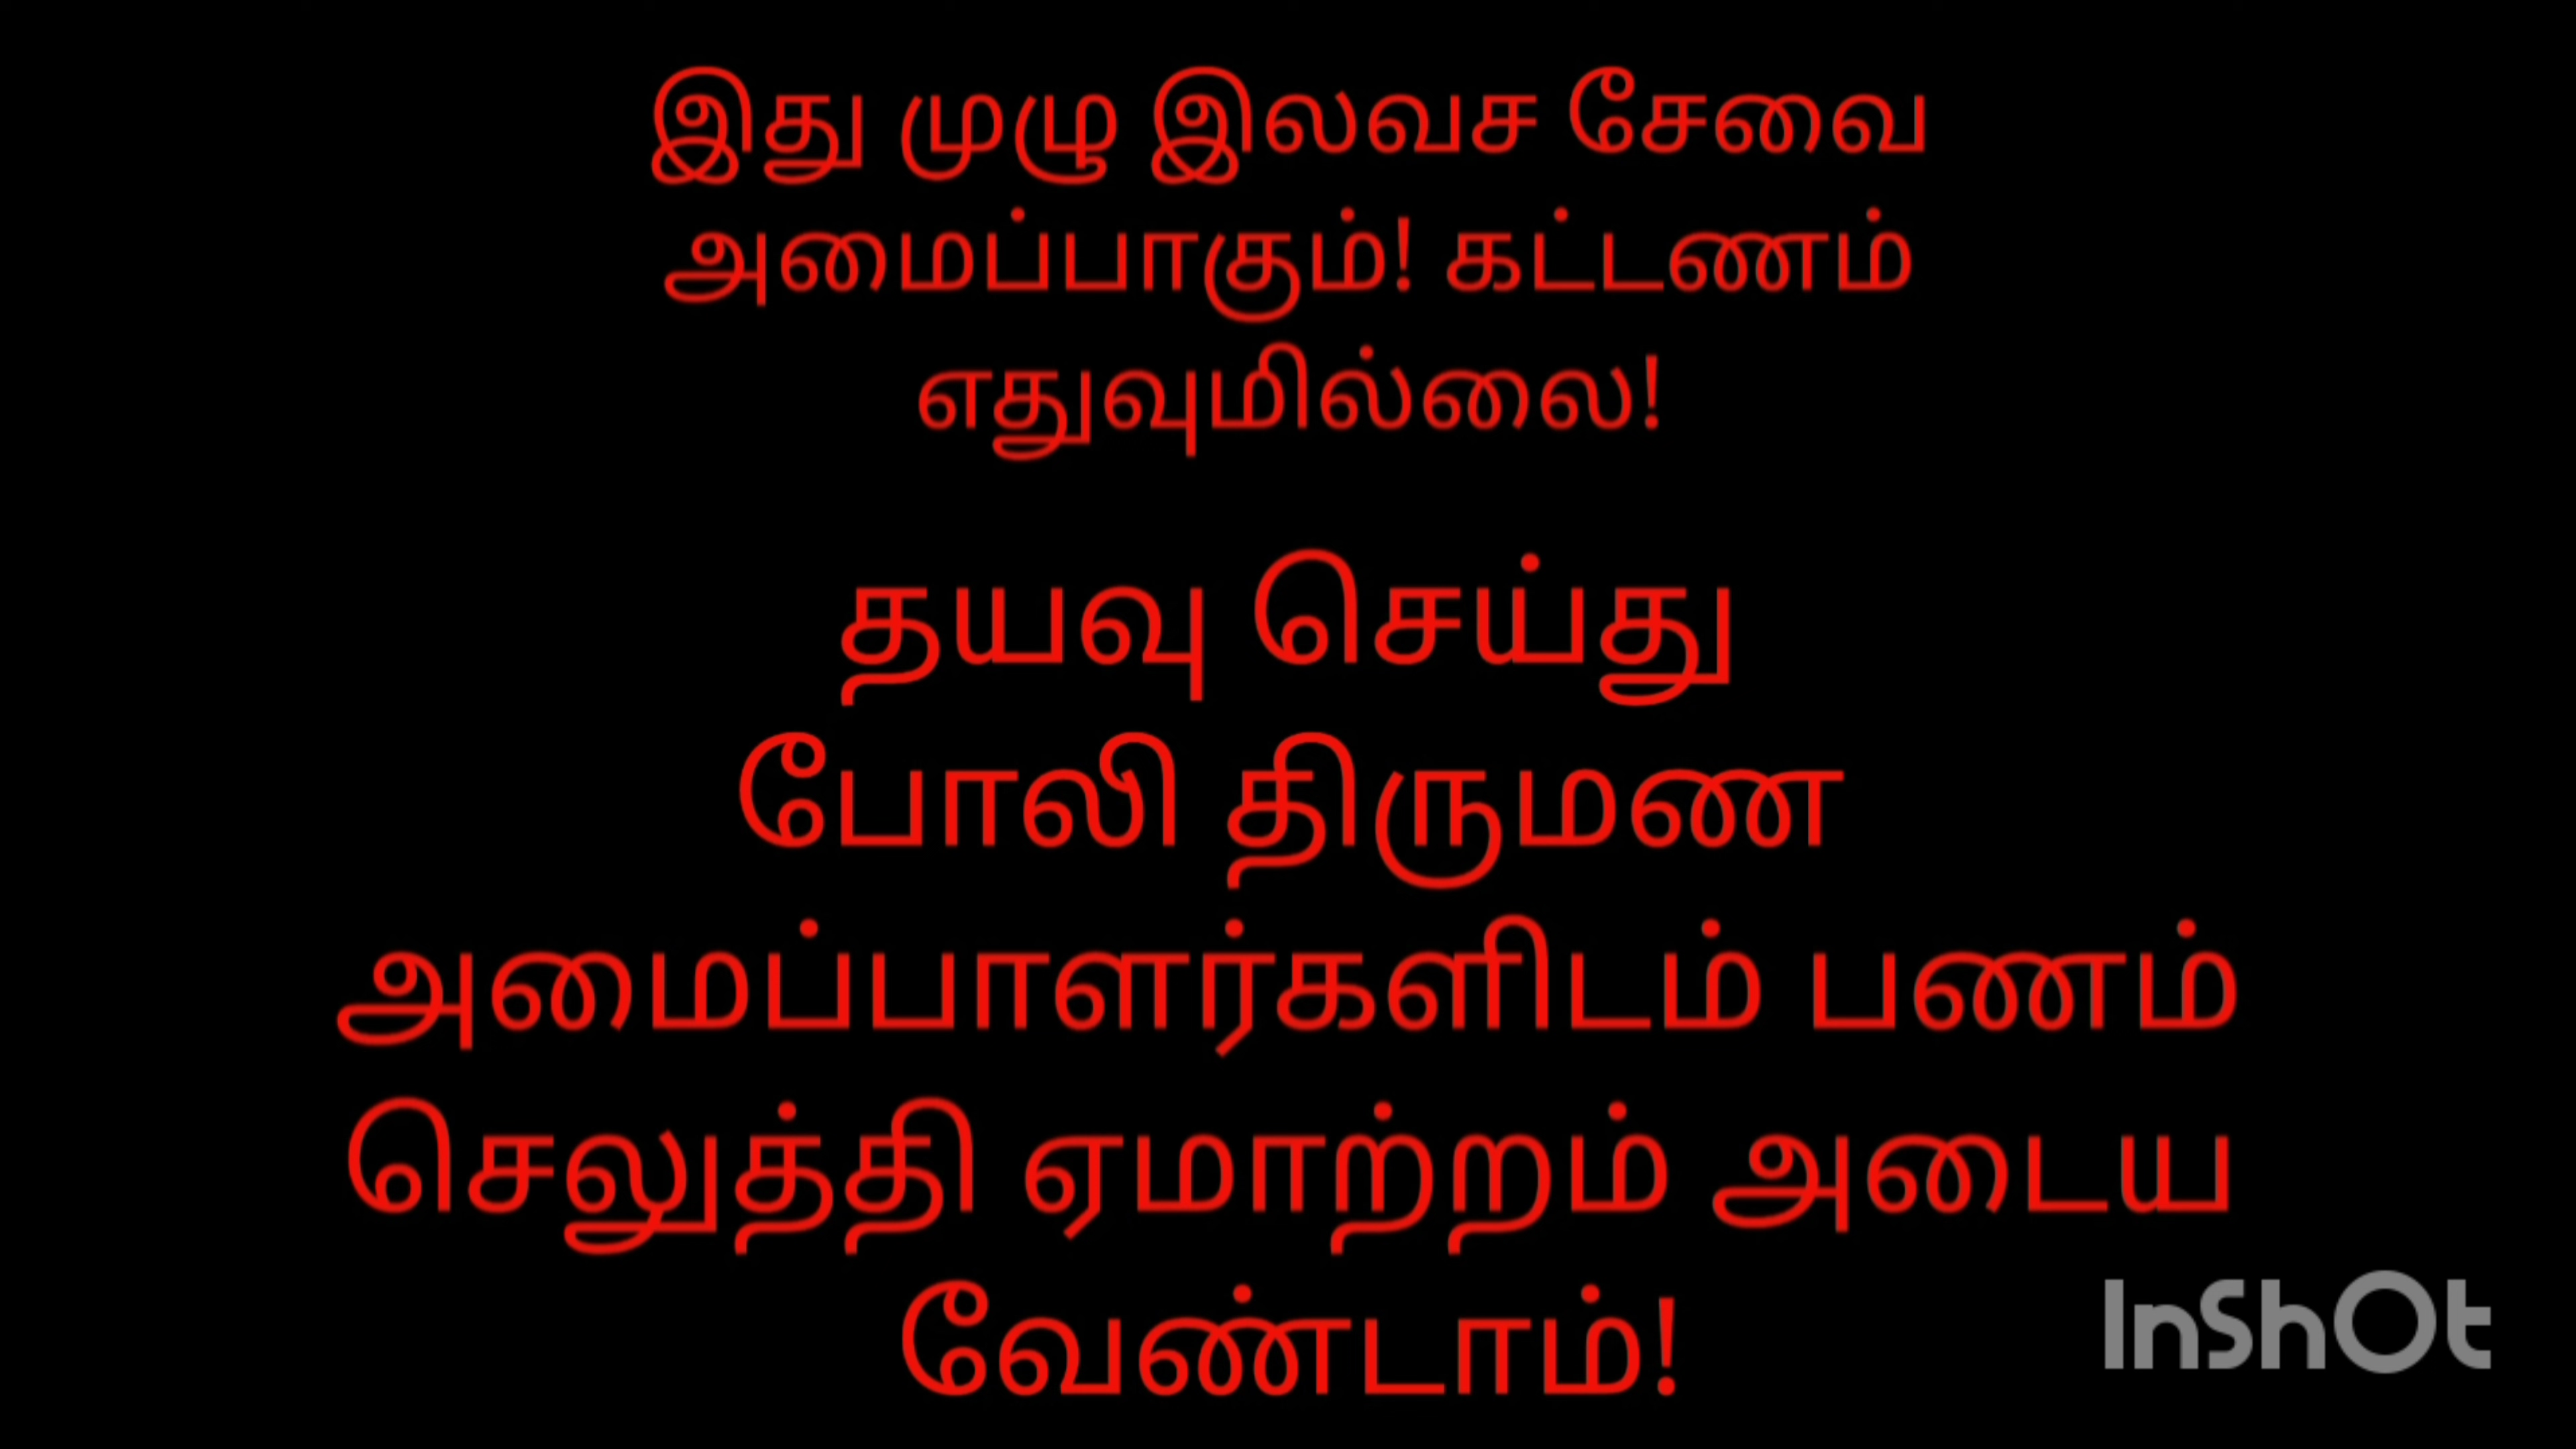 இது முழு இலவச சேவை
அமைப்பாகும்! கட்டணம்
எதுவுமில்லை!
தயவு செய்து
போலி திருமண
அமைப்பாளர்களிடம் பணம்
செலுத்தி ஏமாற்றம் அடைய
வேண்டாம்!
InShOt